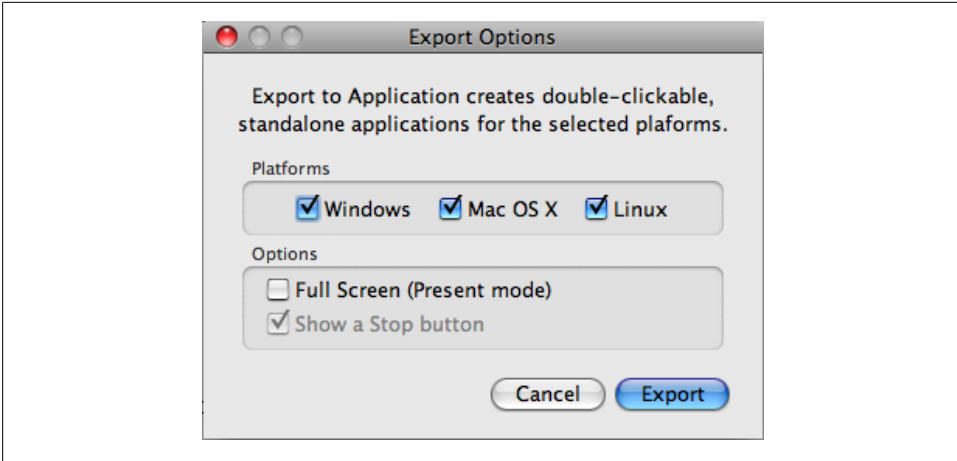 Export Options
Export to Application creates double-clickable,
standalone applications for the selected plaforms.
Platforms
Windows Mac OS X Linux
Options
Full Screen (Present mode)
Show a Stop button
Cancel Export